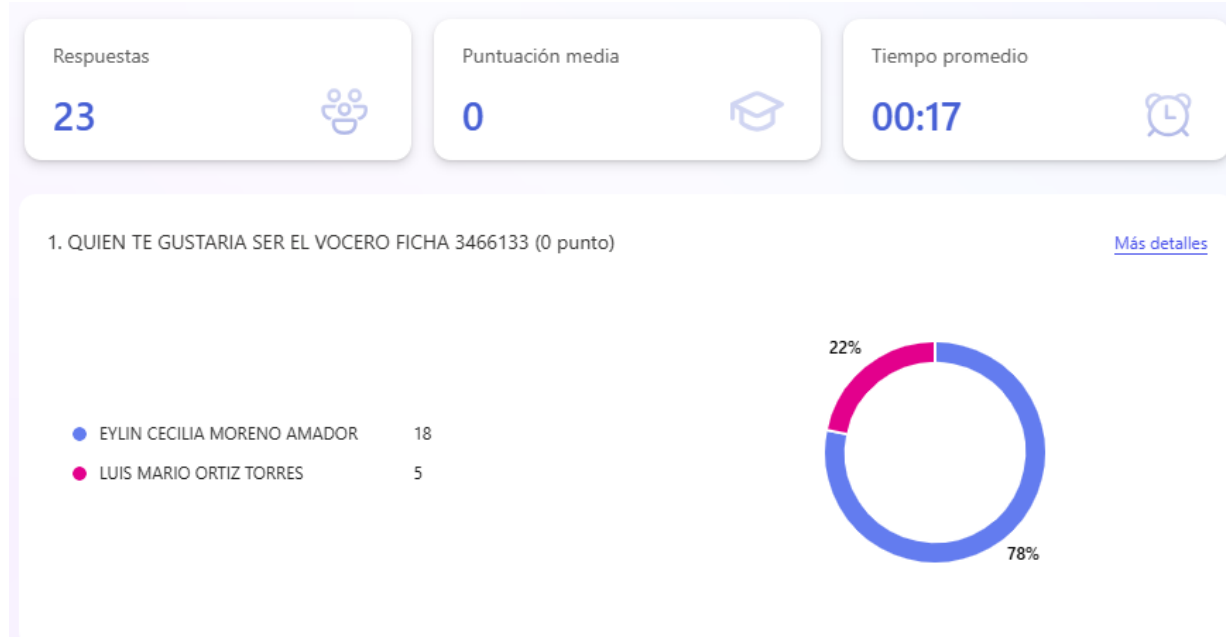 Respuestas
23
Puntuación media
0
Tiempo promedio
00:17
1. QUIEN TE GUSTARIA SER EL VOCERO FICHA 3466133 (0 punto)
Más detalles
EYLIN CECILIA MORENO AMADOR 18
LUIS MARIO ORTIZ TORRES 5
22%
78%